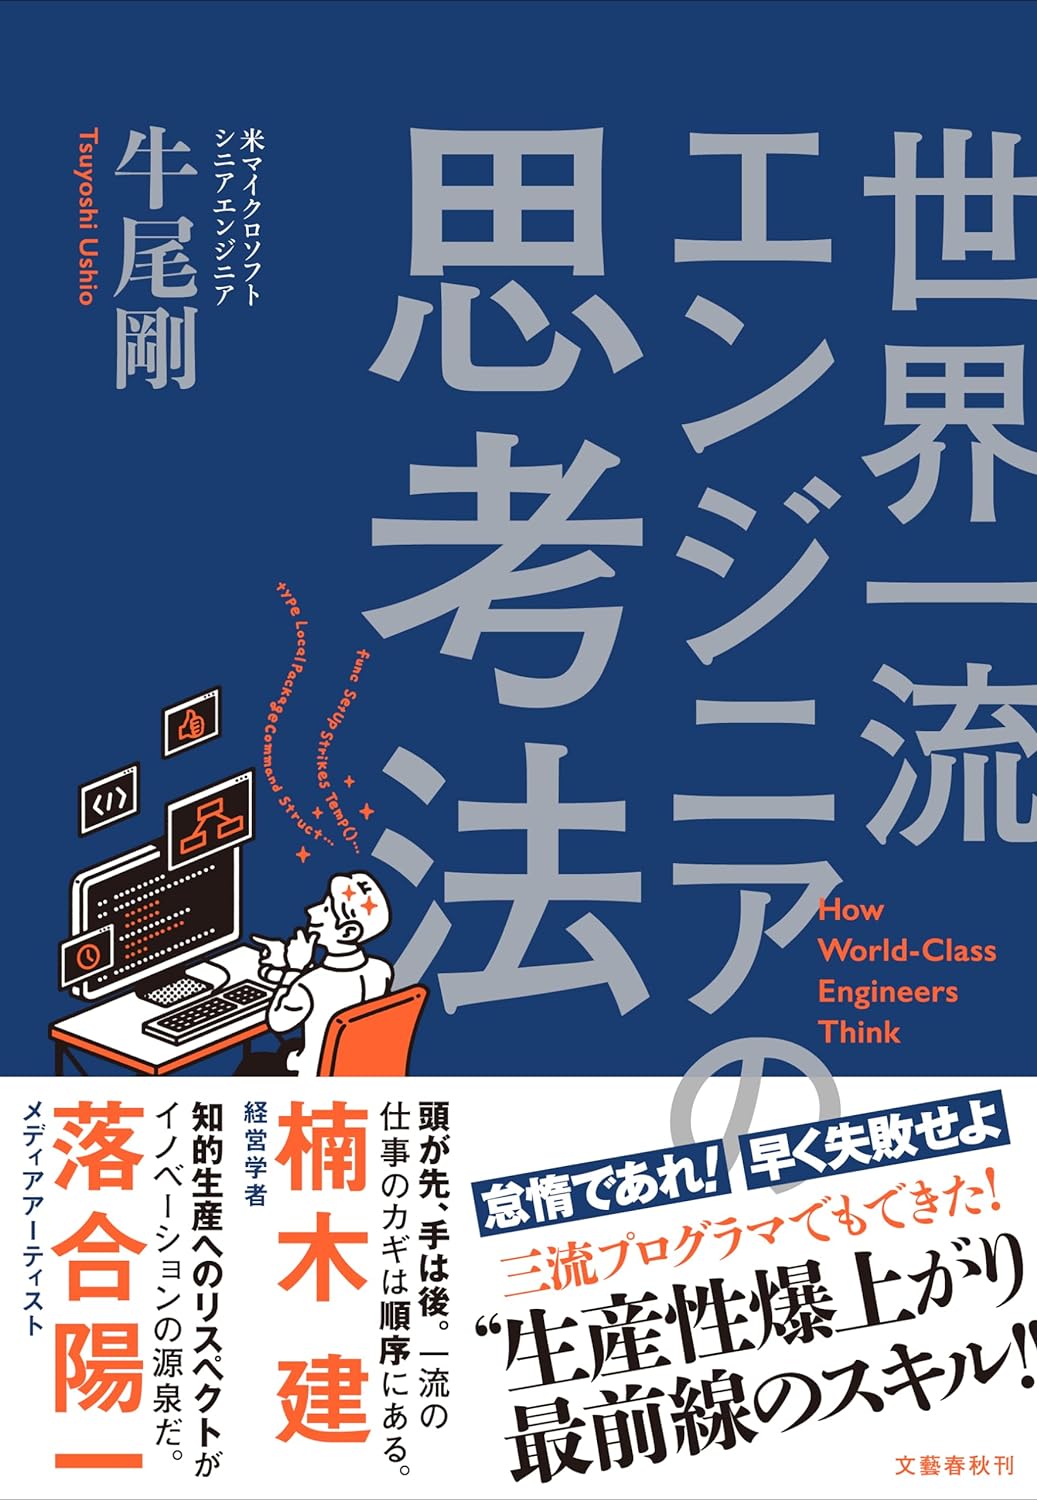 世界一流
エンジニアの
思考法
How
World-Class
Engineers
Think
米マイクロソフト
シニアエンジニア
牛尾剛
Tsuyoshi Ushio
type LocalPackageCommand Struct...
func SetUpStrikes Temp()...
</>
怠惰であれ!
早く失敗せよ
三流プログラマでもできた!
“生産性爆上がり
最前線のスキル!!
文藝春秋刊
頭が先、手は後。一流の
仕事のカギは順序にある。
楠木 建
経営学者
知的生産へのリスペクトが
イノベーションの源泉だ。
落合陽一
メディアアーティスト